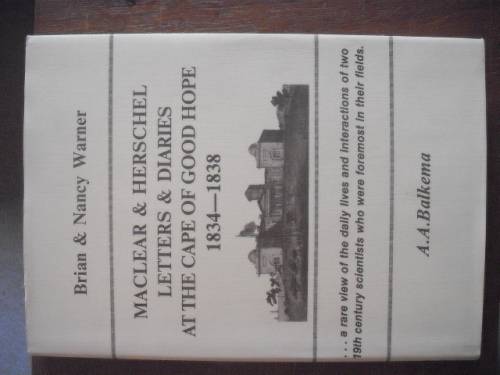 Brian & Nancy Warner
MACLEAR & HERSCHEL
LETTERS & DIARIES
AT THE CAPE OF GOOD HOPE
1834—1838
. . . a rare view of the daily lives and interactions of two
19th century scientists who were foremost in their fields.
A.A.Balkema